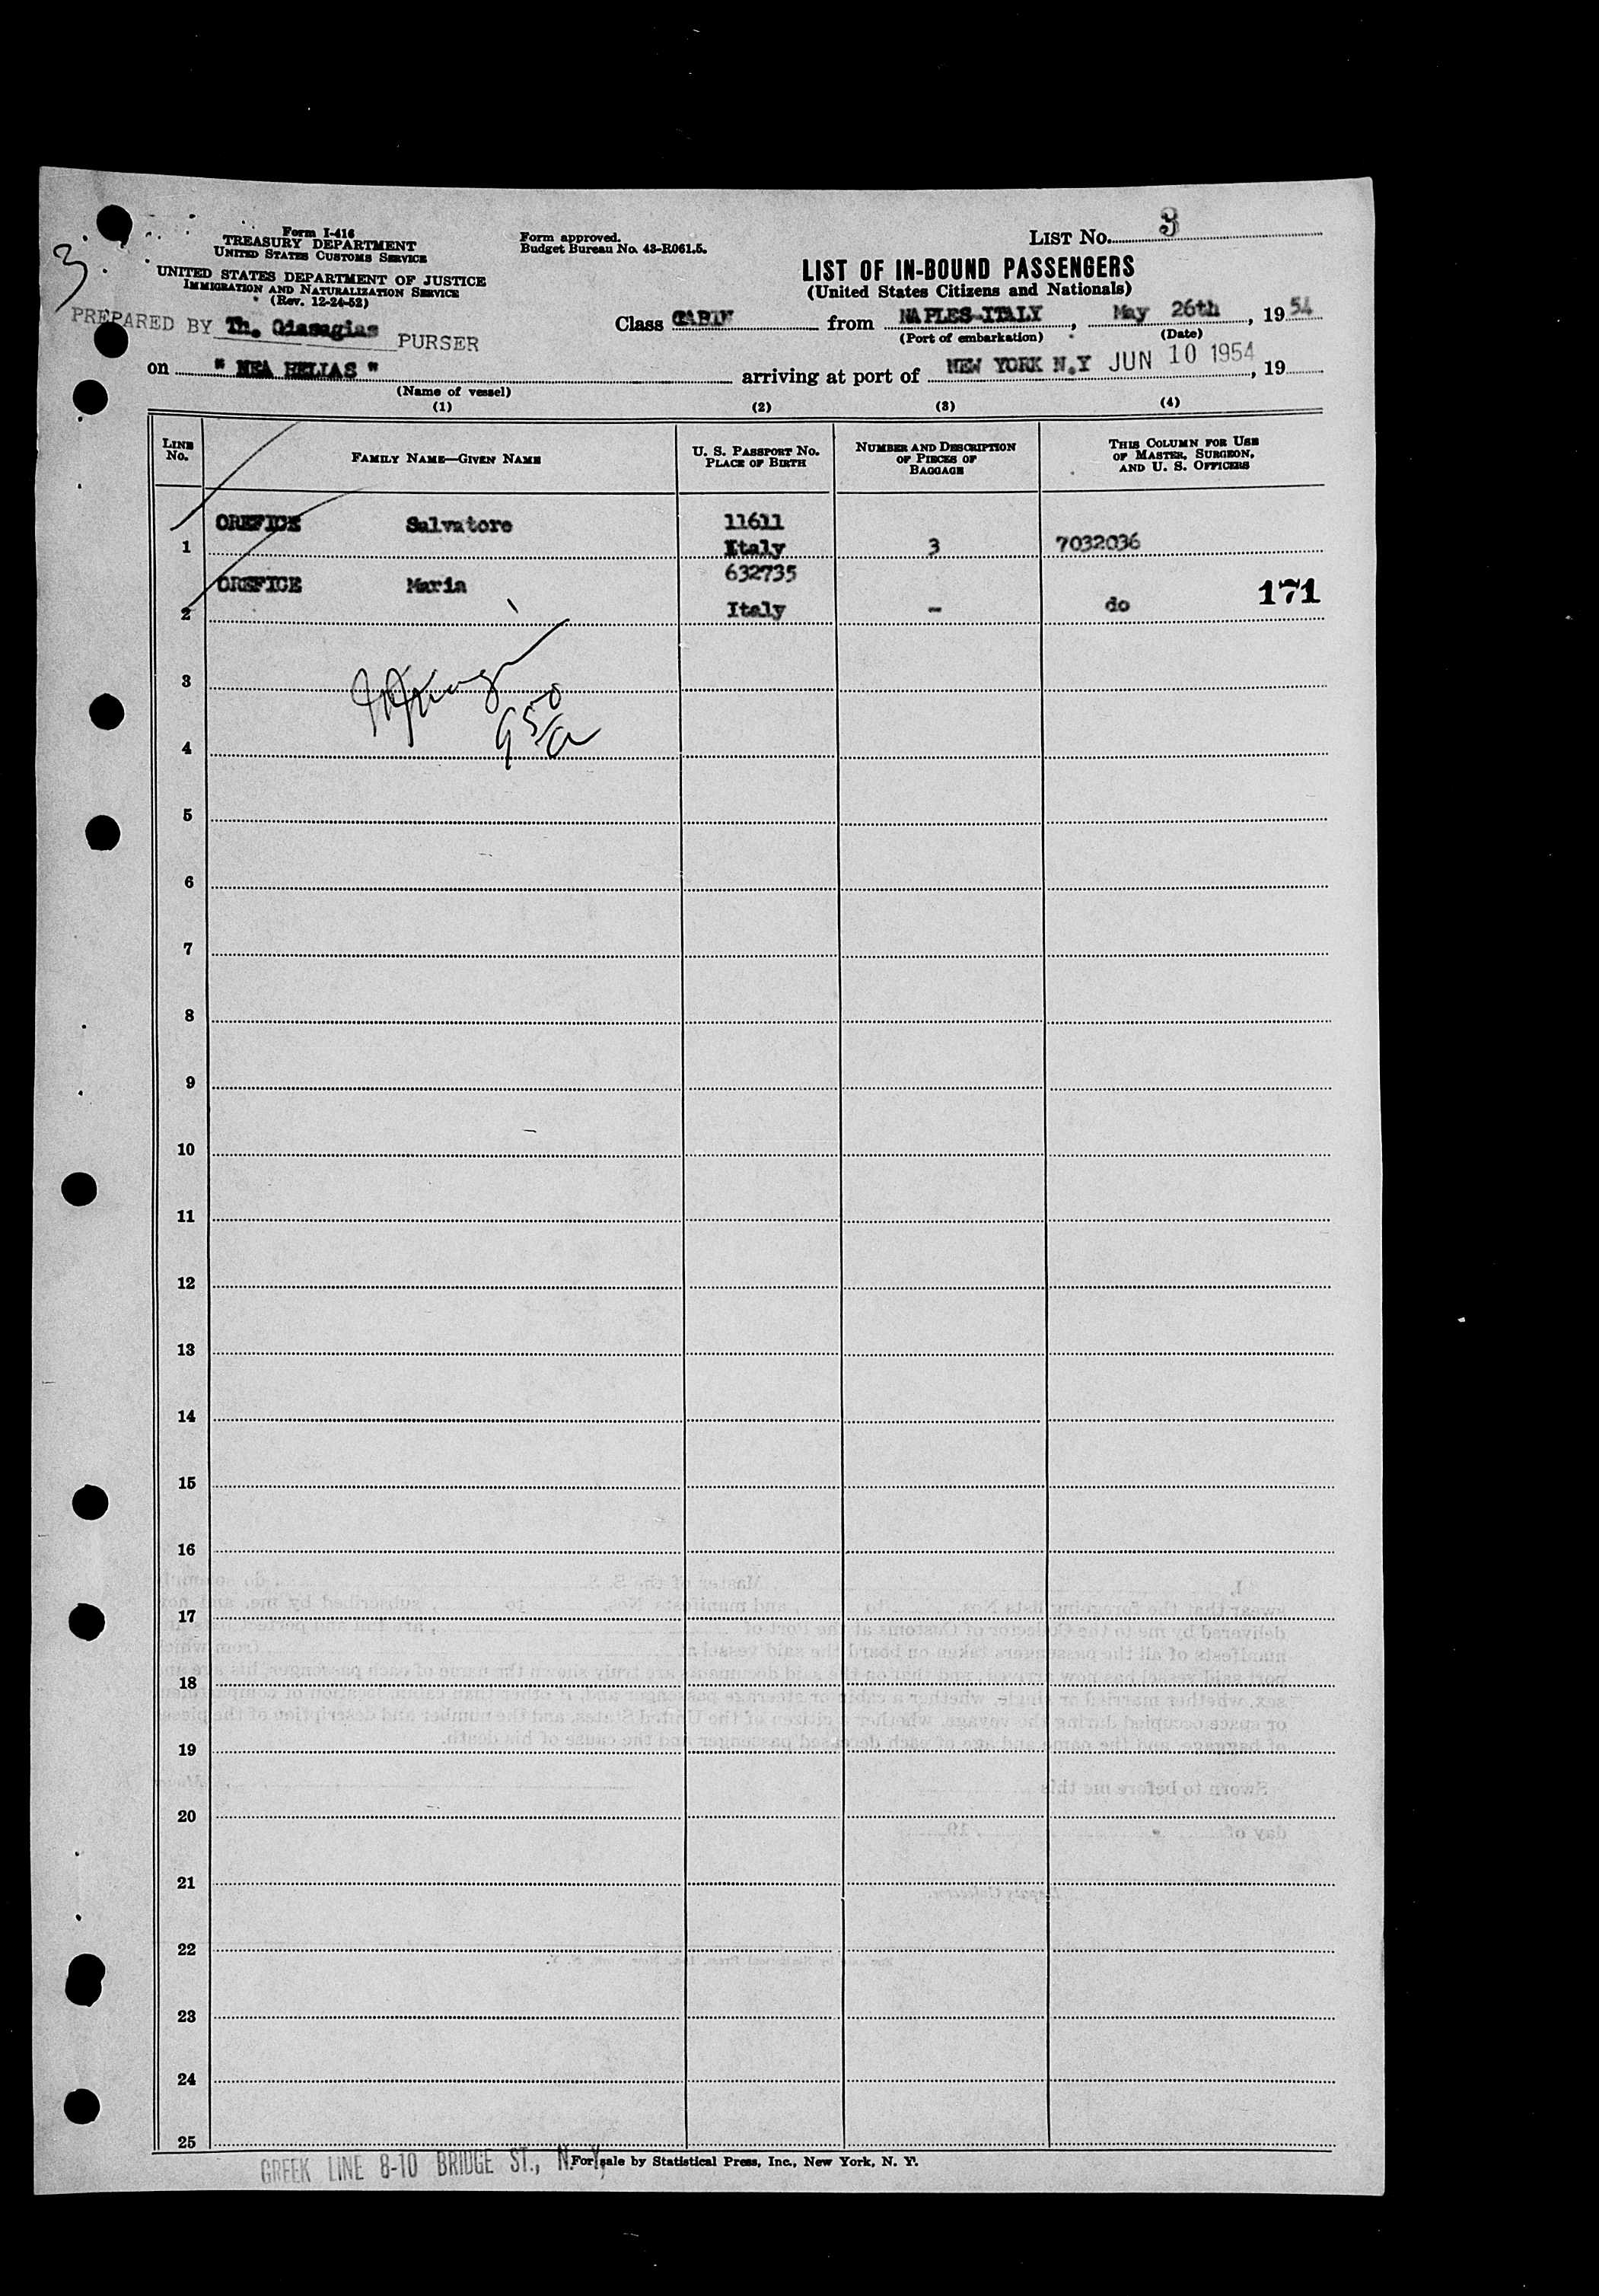 3
Form I-416
TREASURY DEPARTMENT
UNITED STATES CUSTOMS SERVICE
UNITED STATES DEPARTMENT OF JUSTICE
IMMIGRATION AND NATURALIZATION SERVICE
(Rev. 12-24-52)
Form approved.
Budget Bureau No. 43-R061.5.
LIST NO. 3
LIST OF IN-BOUND PASSENGERS
(United States Citizens and Nationals)
PREPARED BY Th. PURSER
Class CABIN from NAPLES-ITALY, May 26th, 1954
(Port of embarkation) (Date)
on " NEA HELLAS " arriving at port of NEW YORK N.Y JUN 10 1954, 19
(Name of vessel)
(1) (2) (3) (4)
LINE NO. FAMILY NAME—GIVEN NAME U. S. PASSPORT NO. PLACE OF BIRTH NUMBER AND DESCRIPTION OF PIECES OF BAGGAGE THIS COLUMN FOR USE OF MASTER, SURGEON, AND U. S. OFFICERS
OREFICE Salvatore 11611
1 Italy 3 7032036
OREFICE Maria 632735
171
2 Italy - do
3
4
950
5
6
7
8
9
10
11
12
13
14
15
16
17
18
19
20
21
22
23
24
25
GREEK LINE 8-10 BRIDGE ST., N.Y.
For sale by Statistical Press, Inc., New York, N. Y.